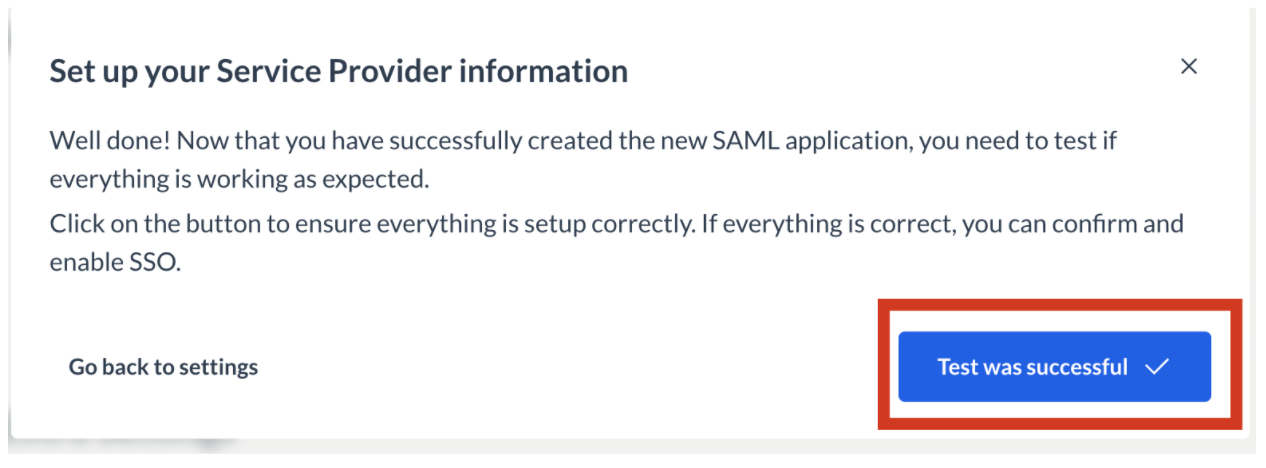 Set up your Service Provider information
Well done! Now that you have successfully created the new SAML application, you need to test if
everything is working as expected.
Click on the button to ensure everything is setup correctly. If everything is correct, you can confirm and
enable SSO.
Go back to settings
Test was successful